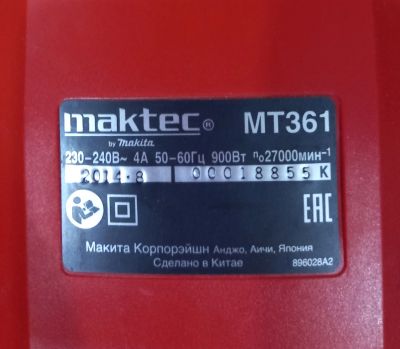 maktec® MT361
by makita
230-240В~ 4А 50-60Гц 900Вт n₀27000мин⁻¹
2014.8 00018855K
EAC
Макита Корпорэйшн Анджо, Аичи, Япония
Сделано в Китае 896028A2